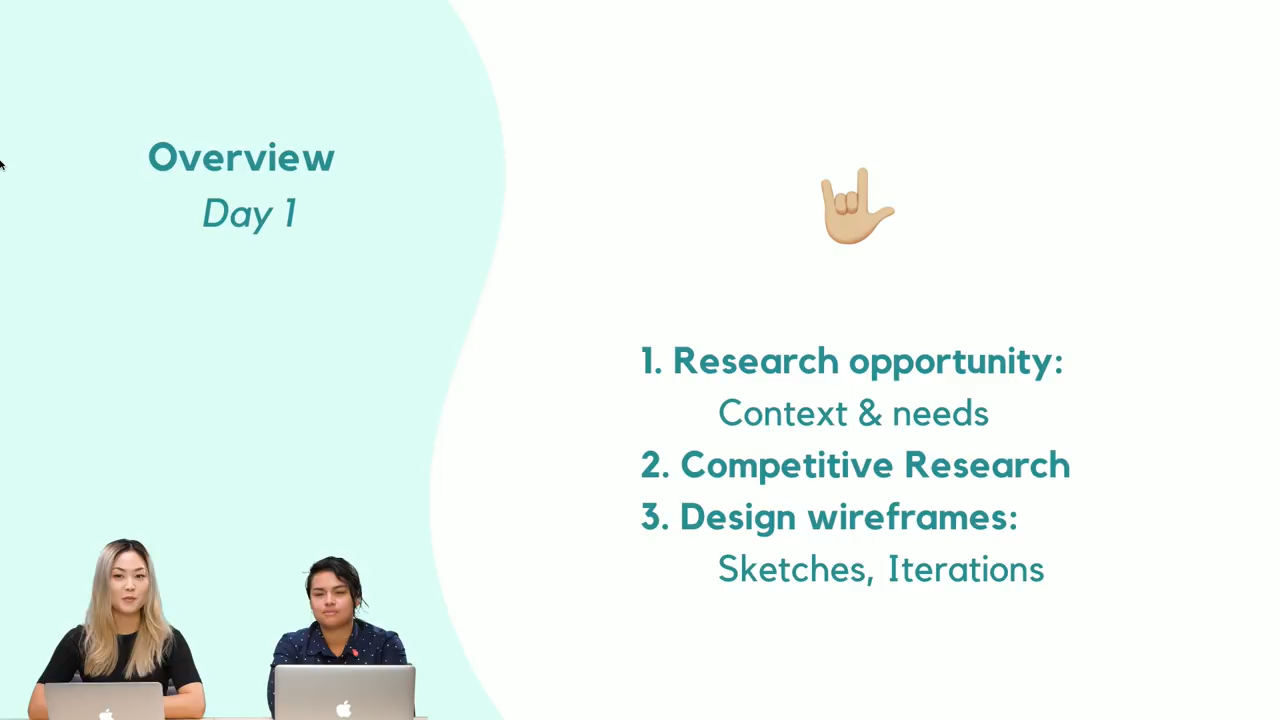 Overview
Day 1
1. Research opportunity:
Context & needs
2. Competitive Research
3. Design wireframes:
Sketches, Iterations